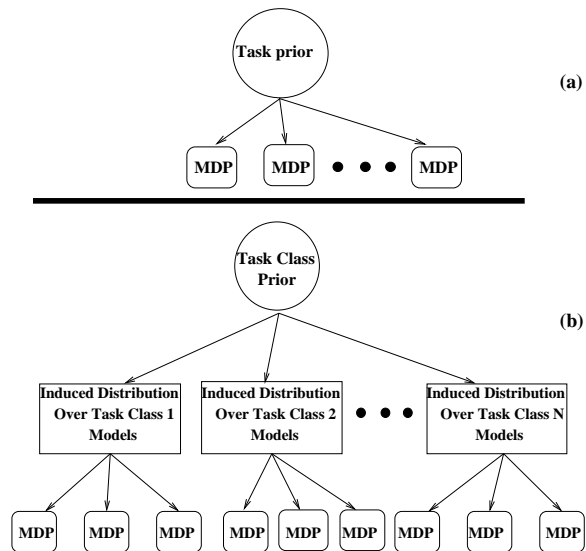 Task prior
(a)
MDP MDP MDP
Task Class
Prior
(b)
Induced Distribution
Over Task Class 1
Models
Induced Distribution
Over Task Class 2
Models
Induced Distribution
Over Task Class N
Models
MDP MDP MDP MDP MDP MDP MDP MDP MDP